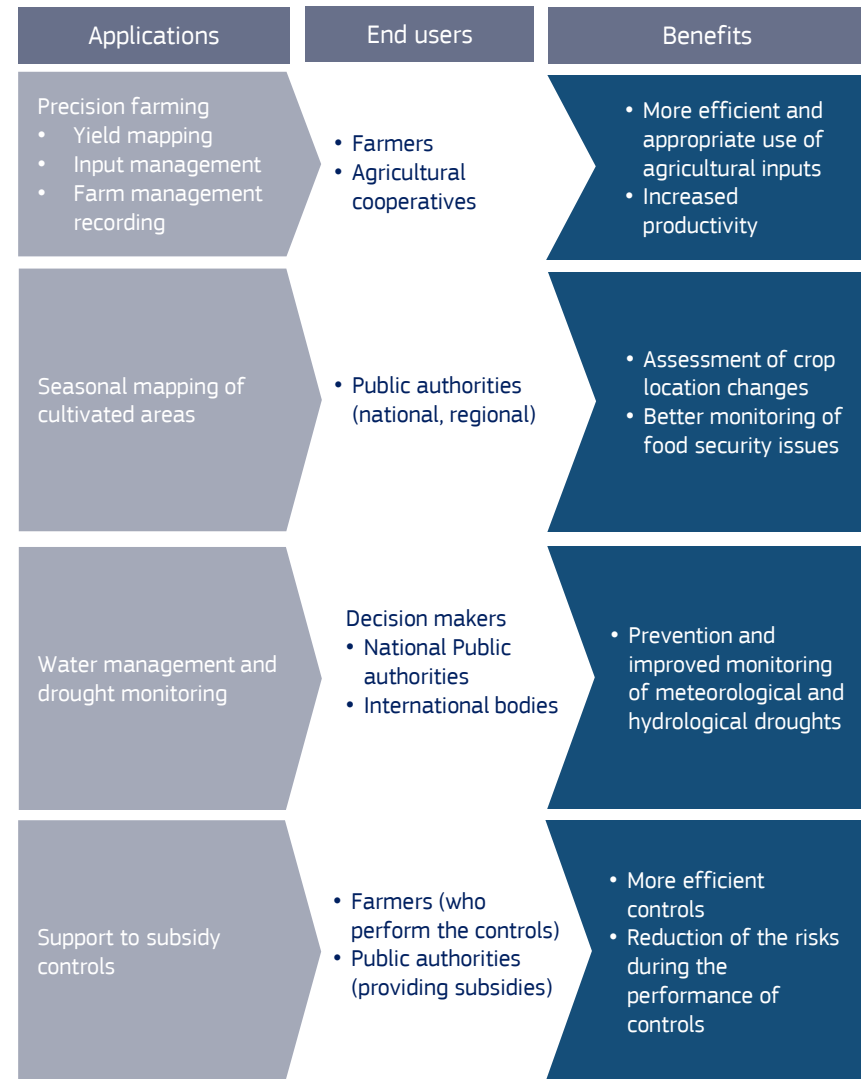 Applications
End users
Benefits
Precision farming
• Yield mapping
• Input management
• Farm management
recording
• Farmers
• Agricultural
cooperatives
• More efficient and
appropriate use of
agricultural inputs
• Increased
productivity
Seasonal mapping of
cultivated areas
• Public authorities
(national, regional)
• Assessment of crop
location changes
• Better monitoring of
food security issues
Water management and
drought monitoring
Decision makers
• National Public
authorities
• International bodies
• Prevention and
improved monitoring
of meteorological and
hydrological droughts
Support to subsidy
controls
• Farmers (who
perform the controls)
• Public authorities
(providing subsidies)
• More efficient
controls
• Reduction of the risks
during the
performance of
controls